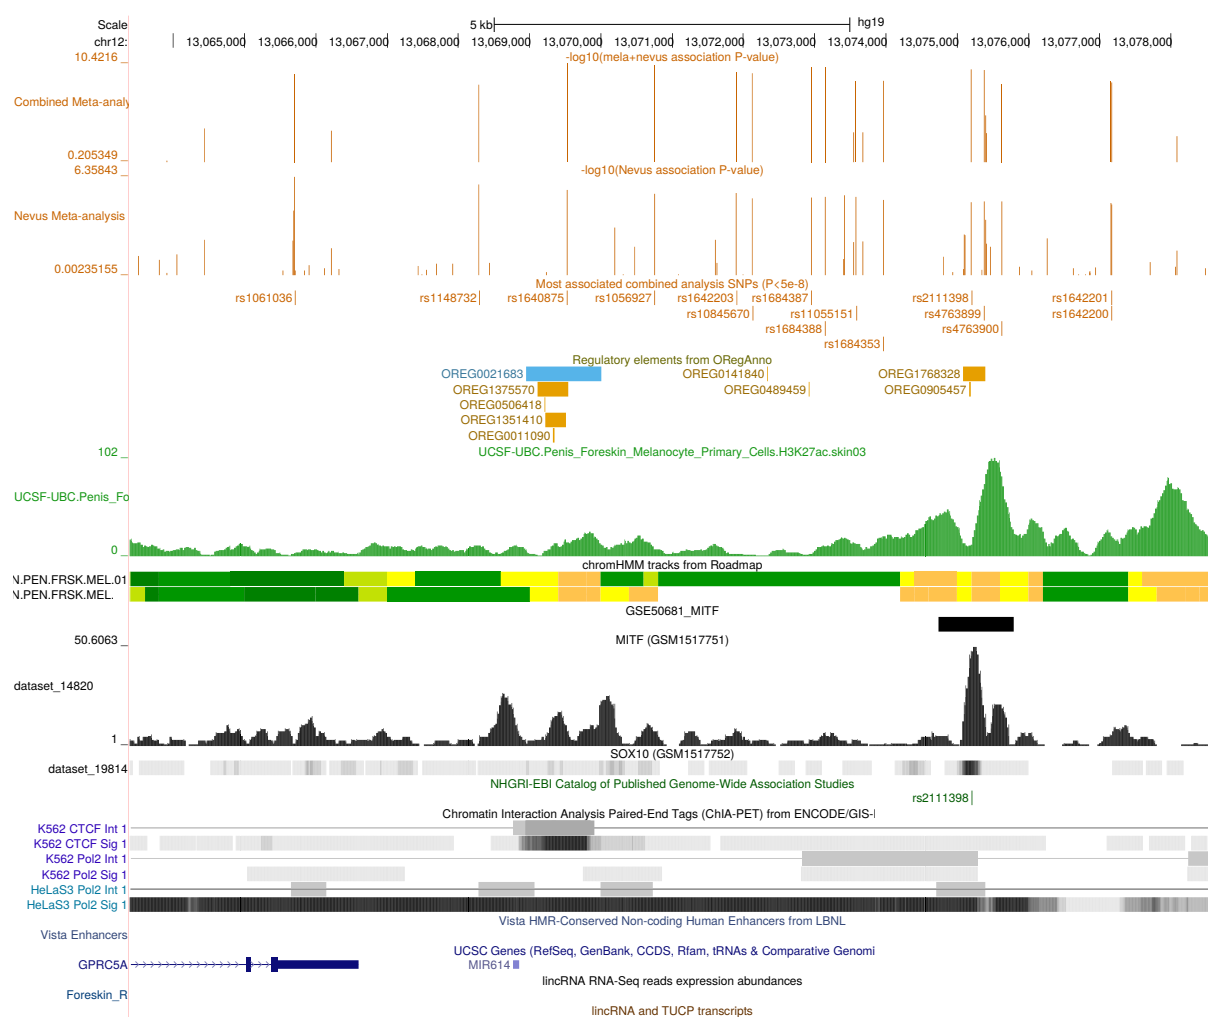 Scale 5 kb hg19
chr12: 13,065,000 13,066,000 13,067,000 13,068,000 13,069,000 13,070,000 13,071,000 13,072,000 13,073,000 13,074,000 13,075,000 13,076,000 13,077,000 13,078,000
10.4216 -log10(mela+nevus association P-value)
Combined Meta-analy
0.205349
6.35843 -log10(Nevus association P-value)
Nevus Meta-analysis
0.00235155
Most associated combined analysis SNPs (P<5e-8)
rs1061036 rs1148732 rs1640875 rs1056927 rs1642203 rs1684387 rs2111398 rs1642201
rs10845670 rs11055151 rs4763899 rs1642200
rs1684388 rs4763900
rs1684353
Regulatory elements from ORegAnno
OREG0021683 OREG0141840 OREG1768328
OREG1375570 OREG0489459 OREG0905457
OREG0506418
OREG1351410
OREG0011090
102 UCSF-UBC.Penis_Foreskin_Melanocyte_Primary_Cells.H3K27ac.skin03
UCSF-UBC.Penis_Fo
0
chromHMM tracks from Roadmap
N.PEN.FRSK.MEL.01
N.PEN.FRSK.MEL.
GSE50681_MITF
50.6063 MITF (GSM1517751)
dataset_14820
1
SOX10 (GSM1517752)
dataset_19814
NHGRI-EBI Catalog of Published Genome-Wide Association Studies
rs2111398
Chromatin Interaction Analysis Paired-End Tags (ChIA-PET) from ENCODE/GIS-
K562 CTCF Int 1
K562 CTCF Sig 1
K562 Pol2 Int 1
K562 Pol2 Sig 1
HeLaS3 Pol2 Int 1
HeLaS3 Pol2 Sig 1
Vista HMR-Conserved Non-coding Human Enhancers from LBNL
Vista Enhancers
UCSC Genes (RefSeq, GenBank, CCDS, Rfam, tRNAs & Comparative Genomi
GPRC5A MIR614
lincRNA RNA-Seq reads expression abundances
Foreskin_R
lincRNA and TUCP transcripts